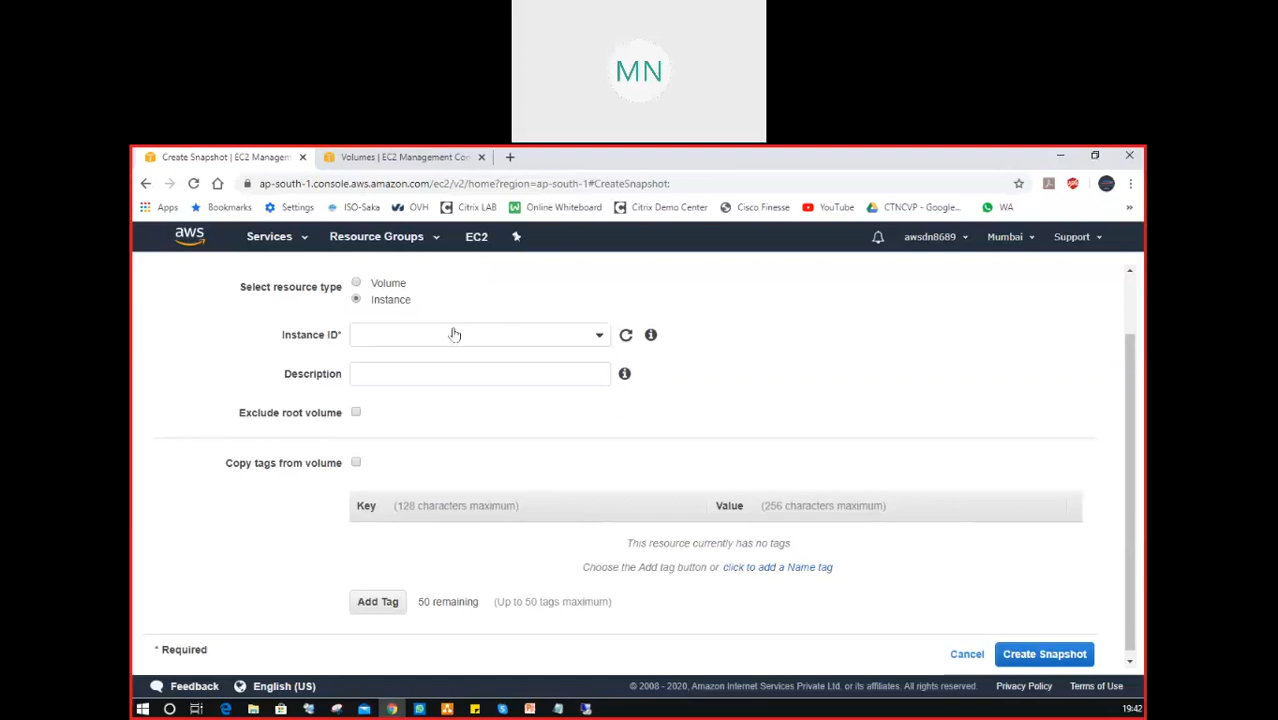 MN
Create Snapshot | EC2 Managem
Volumes | EC2 Management Con
ap-south-1.console.aws.amazon.com/ec2/v2/home?region=ap-south-1#CreateSnapshot:
Apps Bookmarks Settings ISO-Saka OVH Citrix LAB Online Whiteboard Citrix Demo Center Cisco Finesse YouTube CTNCVP - Google... WA »
aws Services Resource Groups EC2 awsdn8689 Mumbai Support
Select resource type Volume
Instance
Instance ID*
Description
Exclude root volume
Copy tags from volume
Key (128 characters maximum) Value (256 characters maximum)
This resource currently has no tags
Choose the Add tag button or click to add a Name tag
Add Tag 50 remaining (Up to 50 tags maximum)
* Required Cancel Create Snapshot
Feedback English (US) © 2008 - 2020, Amazon Internet Services Private Ltd. or its affiliates. All rights reserved. Privacy Policy Terms of Use
19:42